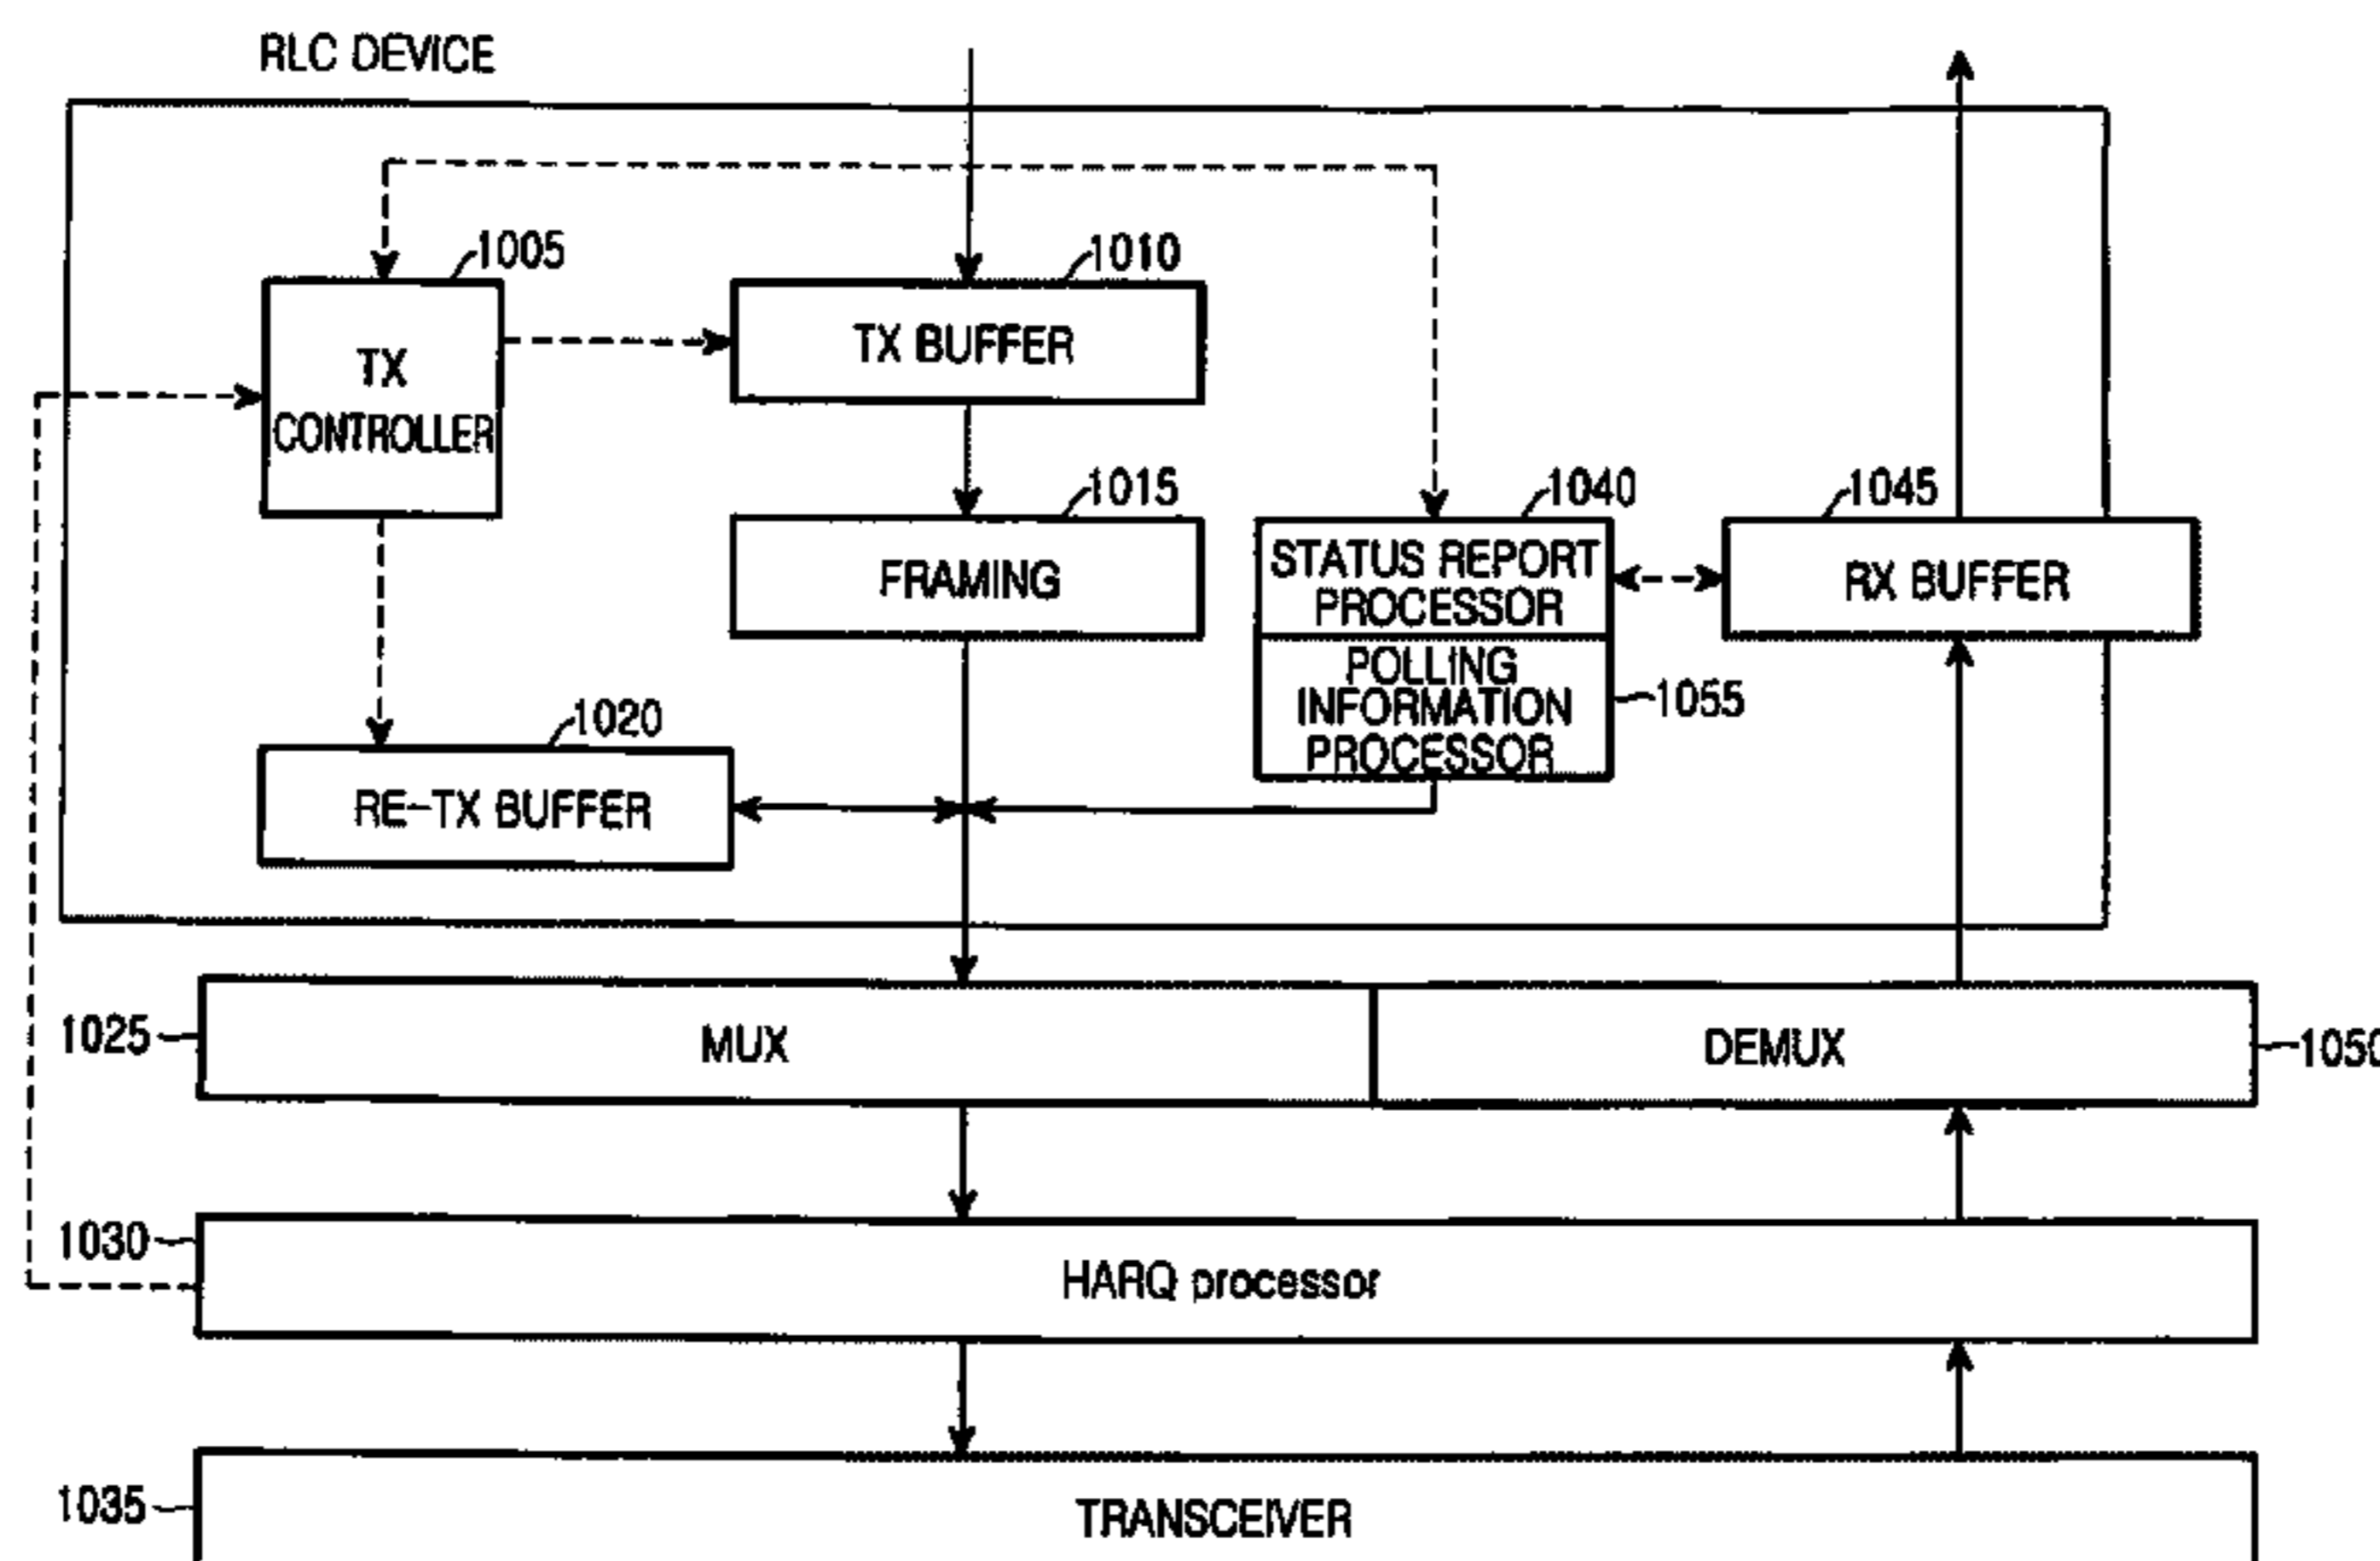 RLC DEVICE
1005
1010
TX BUFFER
TX
CONTROLLER
1015
1040
1045
FRAMING
STATUS REPORT
PROCESSOR
RX BUFFER
POLLING
INFORMATION
PROCESSOR
1055
1020
RE-TX BUFFER
1025
MUX
DEMUX
1050
1030
HARQ processor
1035
TRANSCEIVER